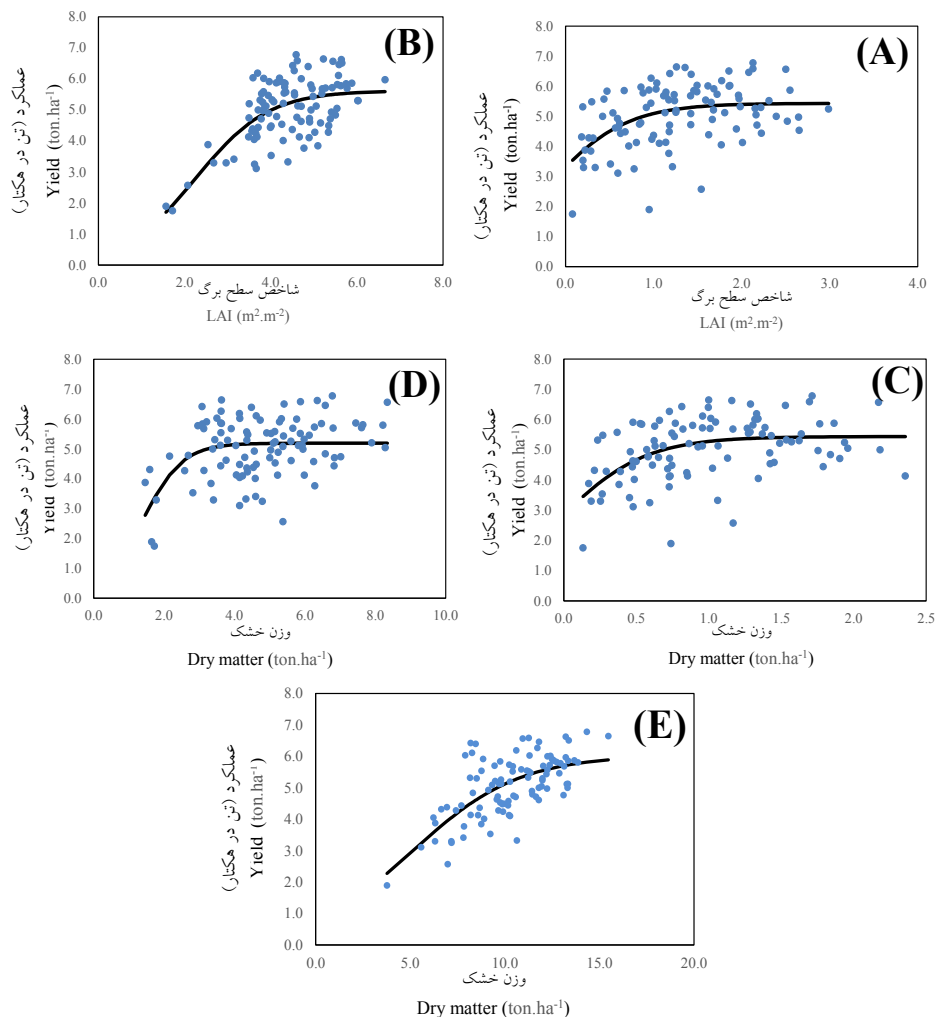 (B)
عملکرد (تن در هکتار)
Yield (ton.ha-1)
8.0
7.0
6.0
5.0
4.0
3.0
2.0
1.0
0.0
0.0 2.0 4.0 6.0 8.0
شاخص سطح برگ
LAI (m2.m-2)
(A)
عملکرد (تن در هکتار)
Yield (ton.ha-1)
8.0
7.0
6.0
5.0
4.0
3.0
2.0
1.0
0.0
0.0 1.0 2.0 3.0 4.0
شاخص سطح برگ
LAI (m2.m-2)
(D)
عملکرد (تن در هکتار)
Yield (ton.ha-1)
8.0
7.0
6.0
5.0
4.0
3.0
2.0
1.0
0.0
0.0 2.0 4.0 6.0 8.0 10.0
وزن خشک
Dry matter (ton.ha-1)
(C)
عملکرد (تن در هکتار)
Yield (ton.ha-1)
8.0
7.0
6.0
5.0
4.0
3.0
2.0
1.0
0.0
0.0 0.5 1.0 1.5 2.0 2.5
وزن خشک
Dry matter (ton.ha-1)
(E)
عملکرد (تن در هکتار)
Yield (ton.ha-1)
8.0
7.0
6.0
5.0
4.0
3.0
2.0
1.0
0.0
0.0 5.0 10.0 15.0 20.0
وزن خشک
Dry matter (ton.ha-1)